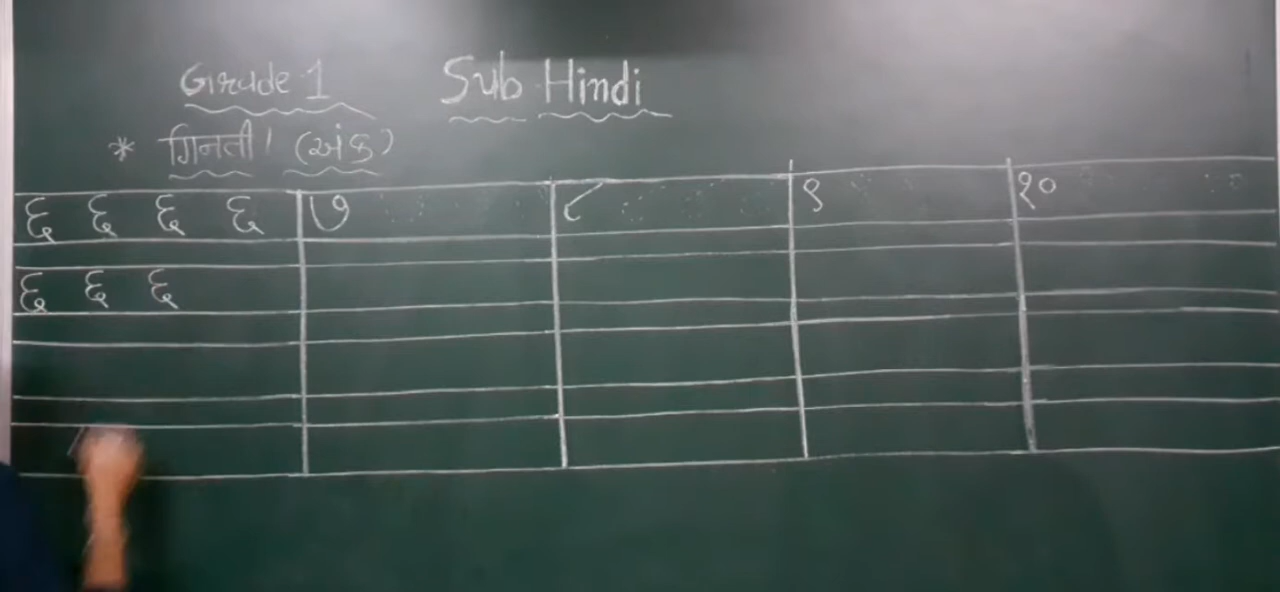 Grade 1 Sub Hindi
* गिनती। (અંક)
६ ६ ६ ६ ७ ८ ९ १०
६ ६ ६